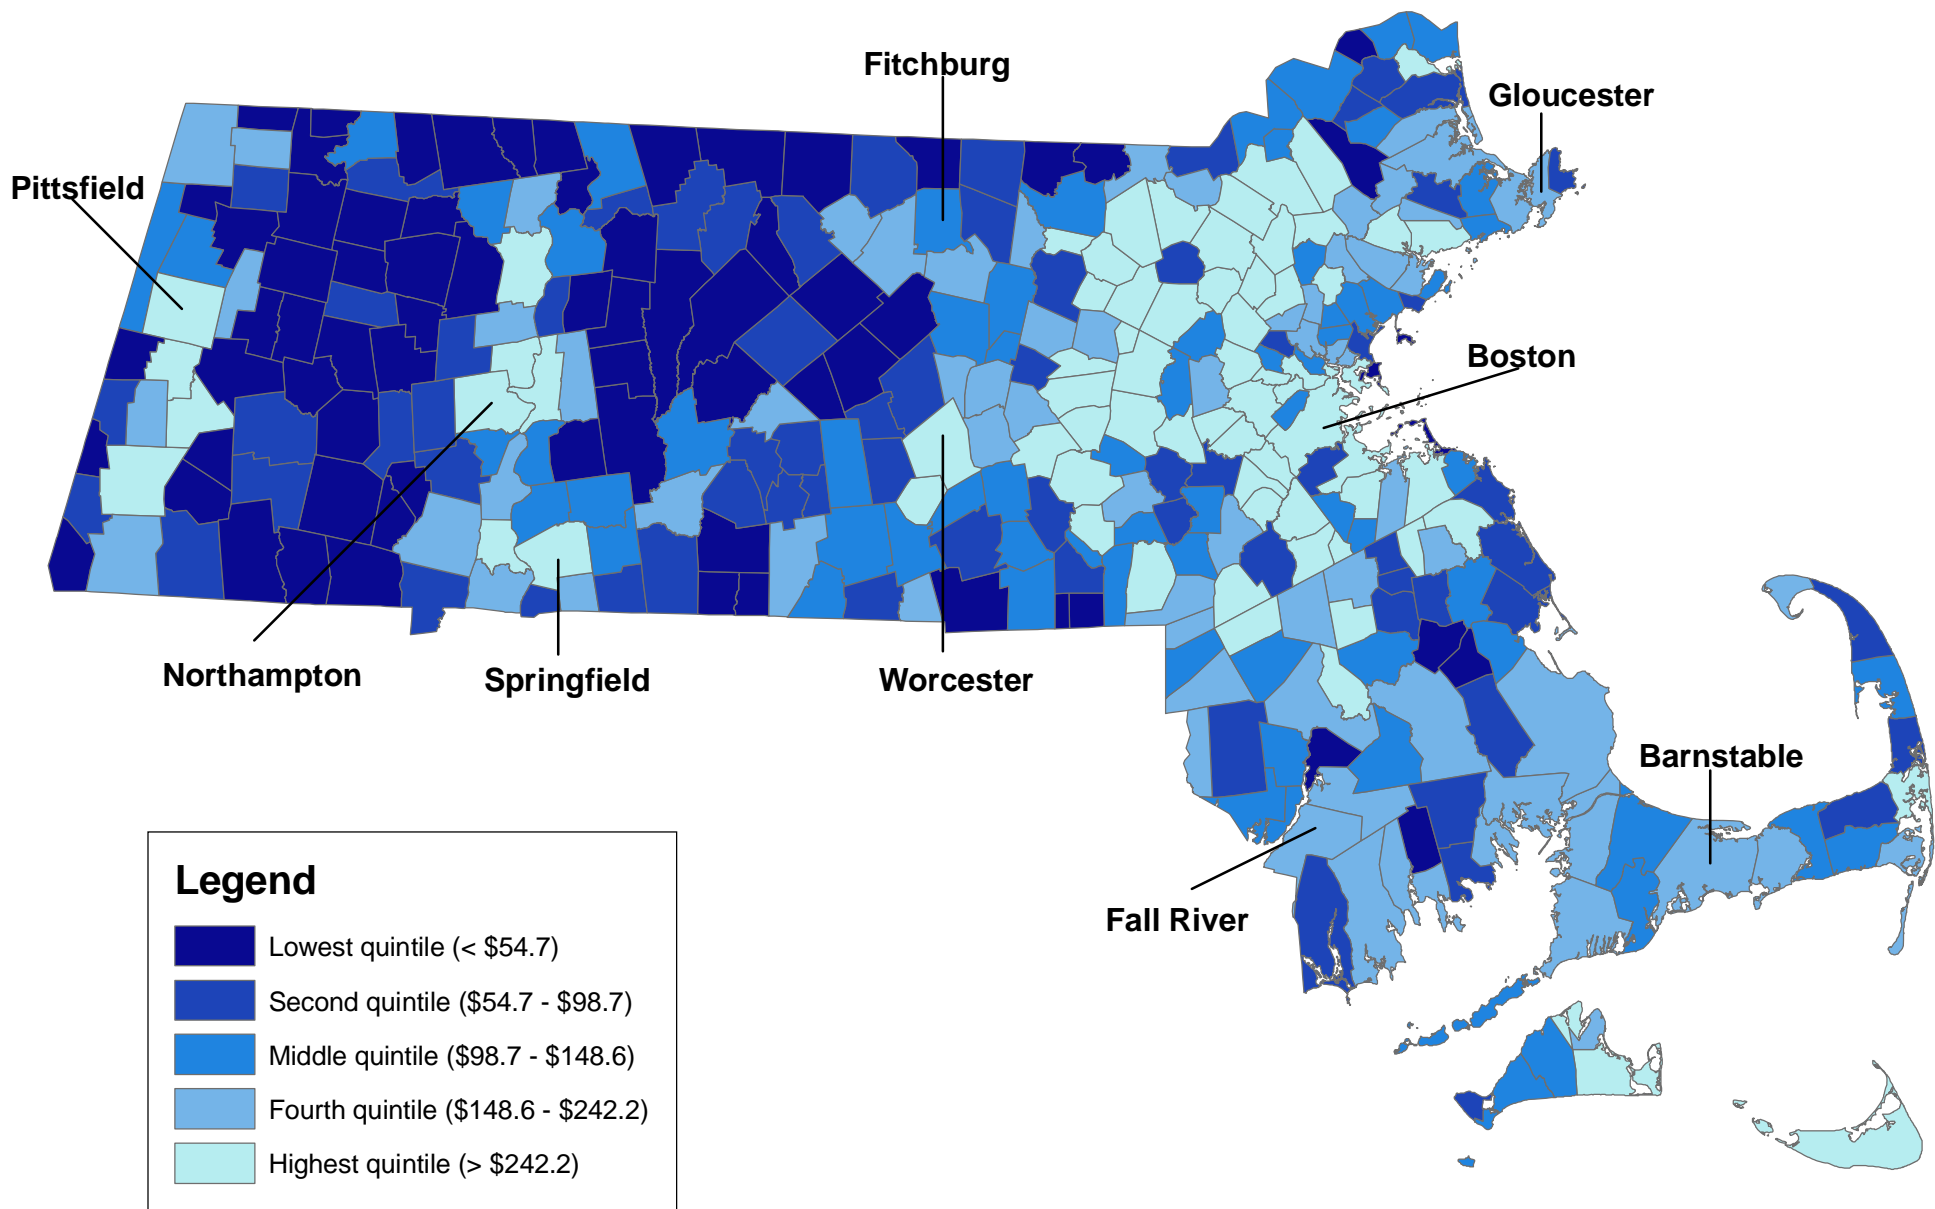 Fitchburg
Gloucester
Pittsfield
Boston
Northampton
Springfield
Worcester
Barnstable
Fall River
Legend
Lowest quintile (< $54.7)
Second quintile ($54.7 - $98.7)
Middle quintile ($98.7 - $148.6)
Fourth quintile ($148.6 - $242.2)
Highest quintile (> $242.2)